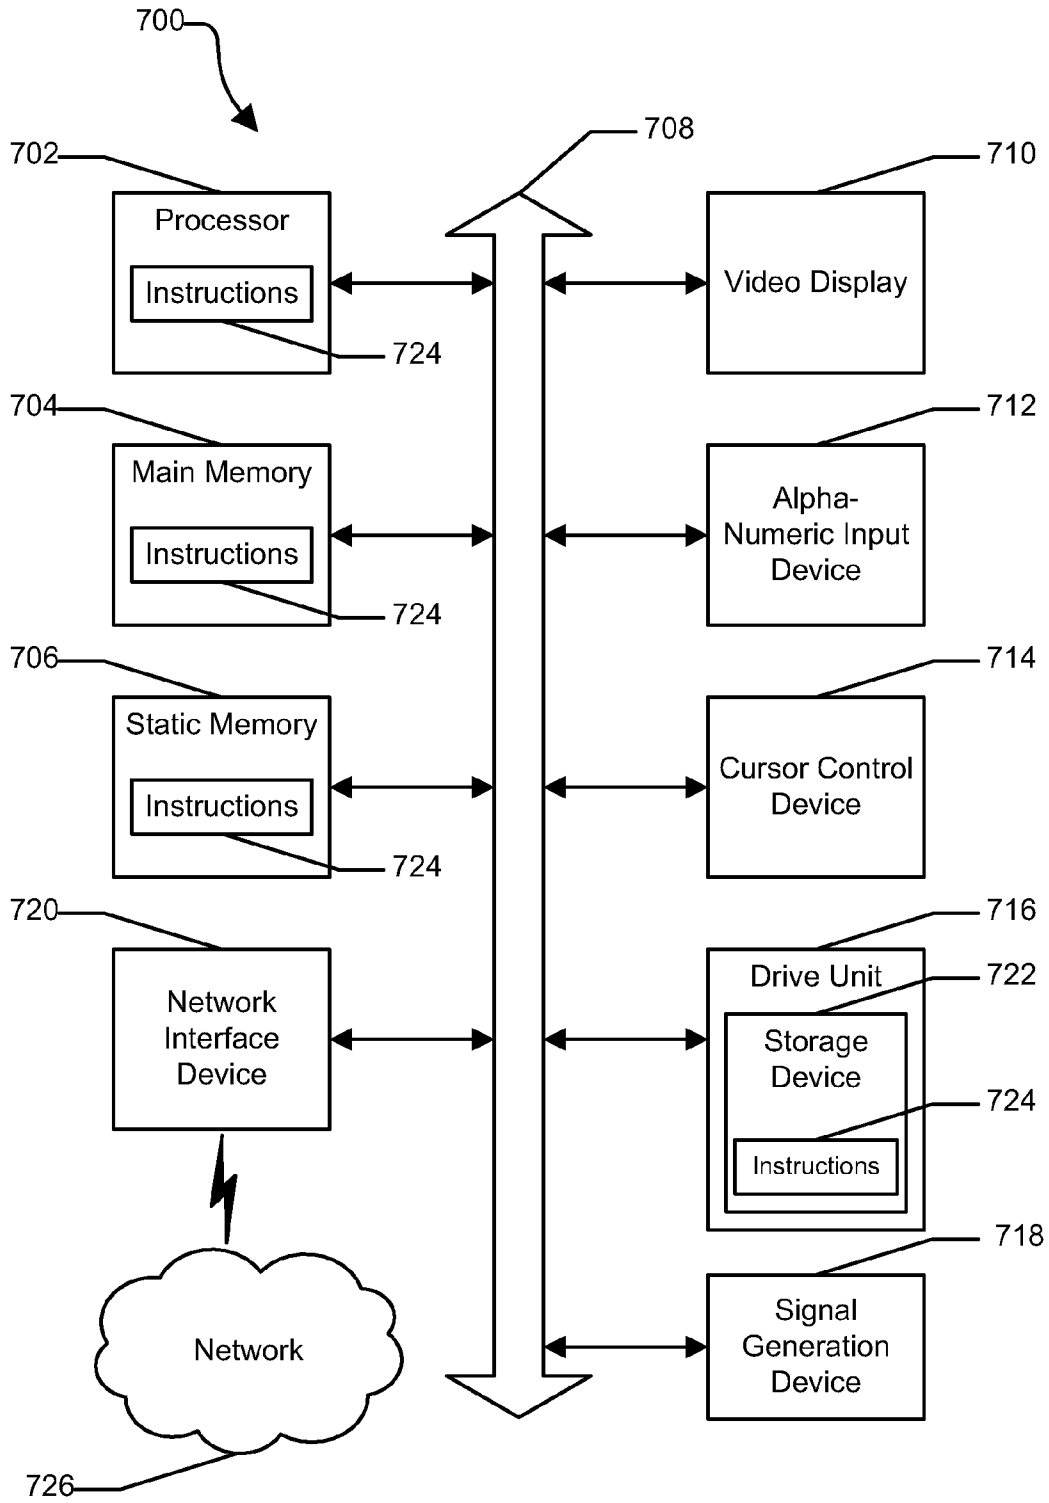 700
708
702
Processor
Instructions
724
710
Video Display
704
Main Memory
Instructions
724
712
Alpha-
Numeric Input
Device
706
Static Memory
Instructions
724
714
Cursor Control
Device
720
Network
Interface
Device
716
Drive Unit
722
Storage
Device
724
Instructions
Network
726
718
Signal
Generation
Device